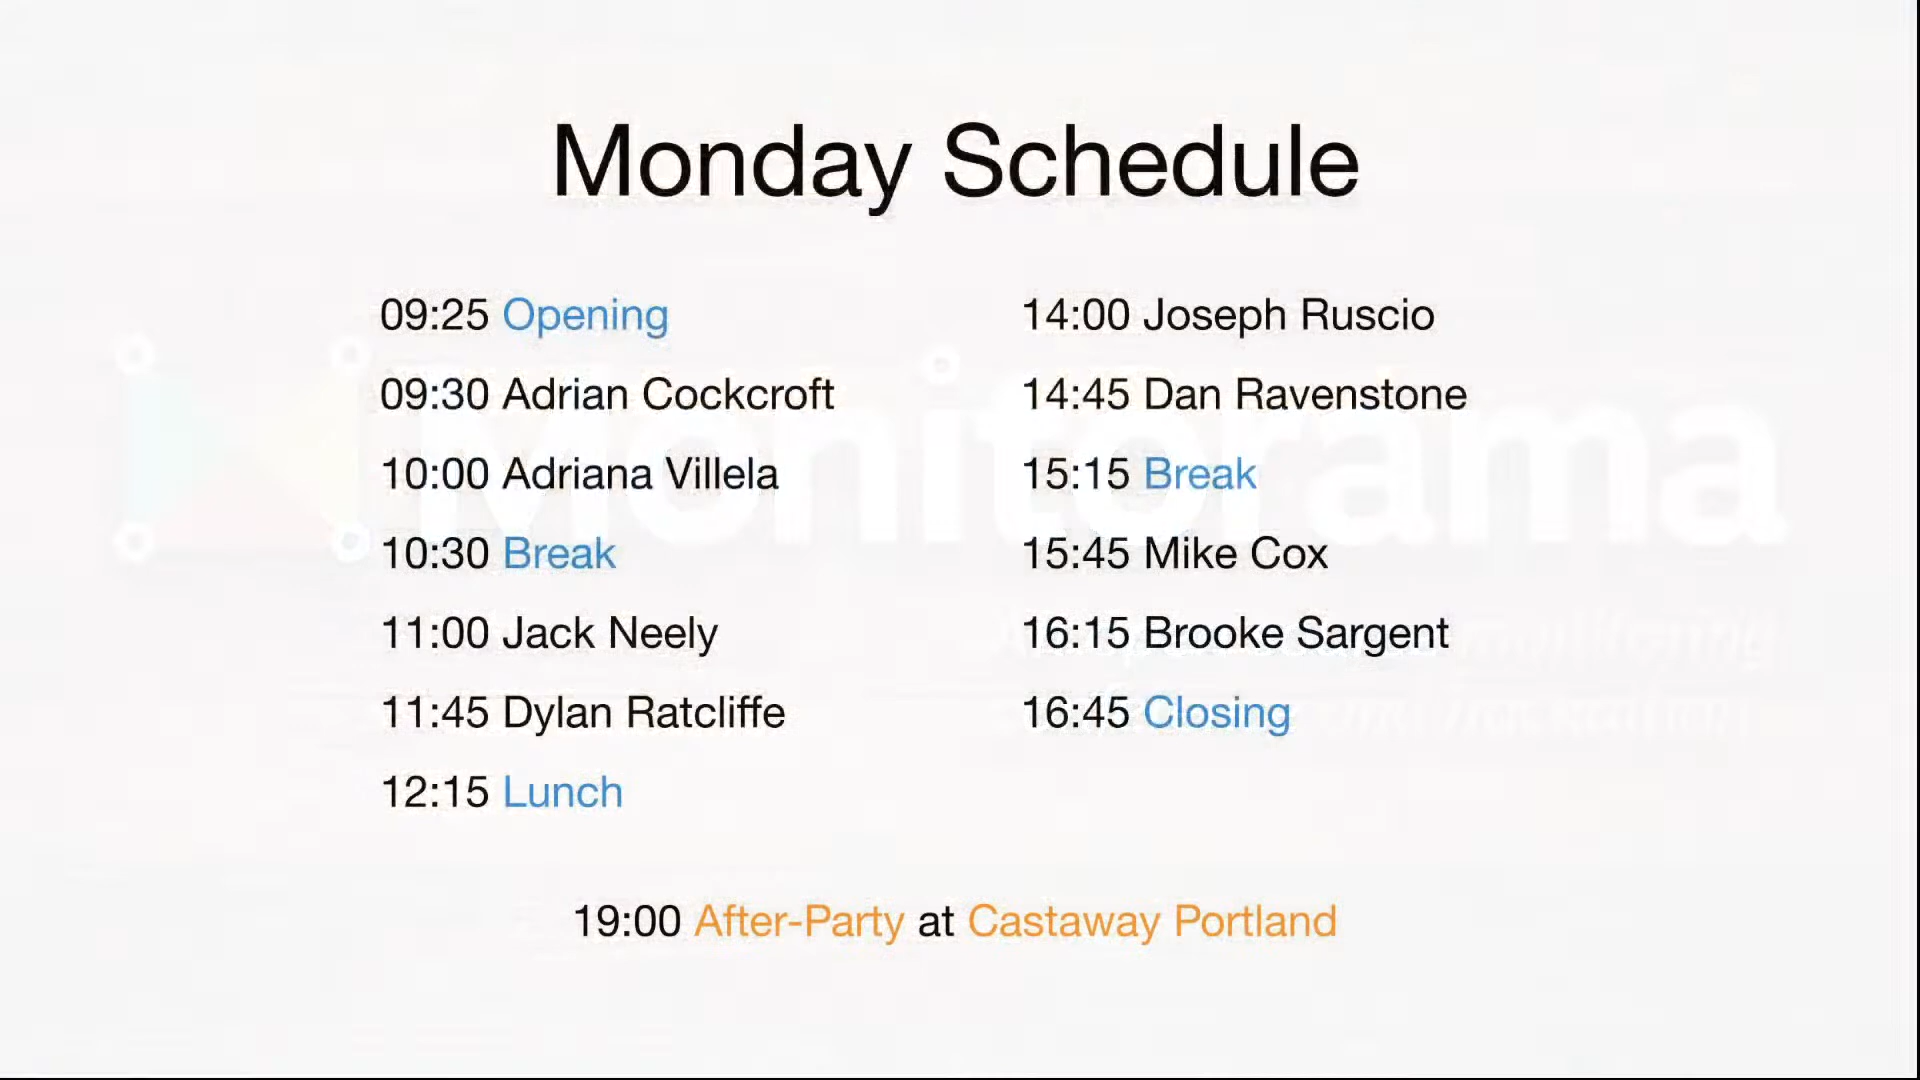 Monday Schedule
09:25 Opening
09:30 Adrian Cockcroft
10:00 Adriana Villela
10:30 Break
11:00 Jack Neely
11:45 Dylan Ratcliffe
12:15 Lunch
14:00 Joseph Ruscio
14:45 Dan Ravenstone
15:15 Break
15:45 Mike Cox
16:15 Brooke Sargent
16:45 Closing
19:00 After-Party at Castaway Portland
Monitorama
monitoring